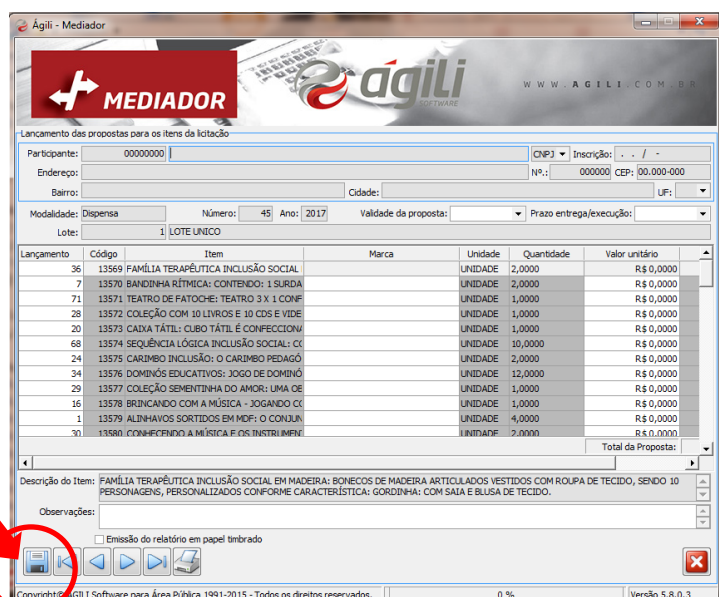 Ágili - Mediador
MEDIADOR
ágili
SOFTWARE
WWW.AGILI.COM.BR
Lançamento das propostas para os itens da licitação
Participante: 00000000 CNPJ Inscrição: . . / -
Endereço: Nº.: 000000 CEP: 00.000-000
Bairro: Cidade: UF:
Modalidade: Dispensa Número: 45 Ano: 2017 Validade da proposta: Prazo entrega/execução:
Lote: 1 LOTE UNICO
Lançamento Código Item Marca Unidade Quantidade Valor unitário
36 13569 FAMÍLIA TERAPÊUTICA INCLUSÃO SOCIAL UNIDADE 2,0000 R$ 0,0000
7 13570 BANDINHA RÍTMICA: CONTENDO: 1 SURDA UNIDADE 2,0000 R$ 0,0000
71 13571 TEATRO DE FATOCHE: TEATRO 3 X 1 CONF UNIDADE 1,0000 R$ 0,0000
28 13572 COLEÇÃO COM 10 LIVROS E 10 CDS E VIDE UNIDADE 1,0000 R$ 0,0000
20 13573 CAIXA TÁTIL: CUBO TÁTIL É CONFECCION UNIDADE 1,0000 R$ 0,0000
68 13574 SEQUÊNCIA LÓGICA INCLUSÃO SOCIAL: CO UNIDADE 10,0000 R$ 0,0000
24 13575 CARIMBO INCLUSÃO: O CARIMBO PEDAGÓ UNIDADE 2,0000 R$ 0,0000
34 13576 DOMINÓS EDUCATIVOS: JOGO DE DOMINÓ UNIDADE 12,0000 R$ 0,0000
29 13577 COLEÇÃO SEMENTINHA DO AMOR: UMA OB UNIDADE 1,0000 R$ 0,0000
16 13578 BRINCANDO COM A MÚSICA - JOGANDO CO UNIDADE 1,0000 R$ 0,0000
1 13579 ALINHAVOS SORTIDOS EM MDF: O CONJUN UNIDADE 4,0000 R$ 0,0000
30 13580 CONHECENDO A MÚSICA E OS INSTRUMEN UNIDADE 2,0000 R$ 0,0000
Total da Proposta:
Descrição do Item: FAMÍLIA TERAPÊUTICA INCLUSÃO SOCIAL EM MADEIRA: BONECOS DE MADEIRA ARTICULADOS VESTIDOS COM ROUPA DE TECIDO, SENDO 10
PERSONAGENS, PERSONALIZADOS CONFORME CARACTERÍSTICA: GORDINHA: COM SAIA E BLUSA DE TECIDO.
Observações:
Emissão do relatório em papel timbrado
Copyright© AGILI Software para Área Pública 1991-2015 - Todos os direitos reservados. 0 % Versão 5.8.0.3